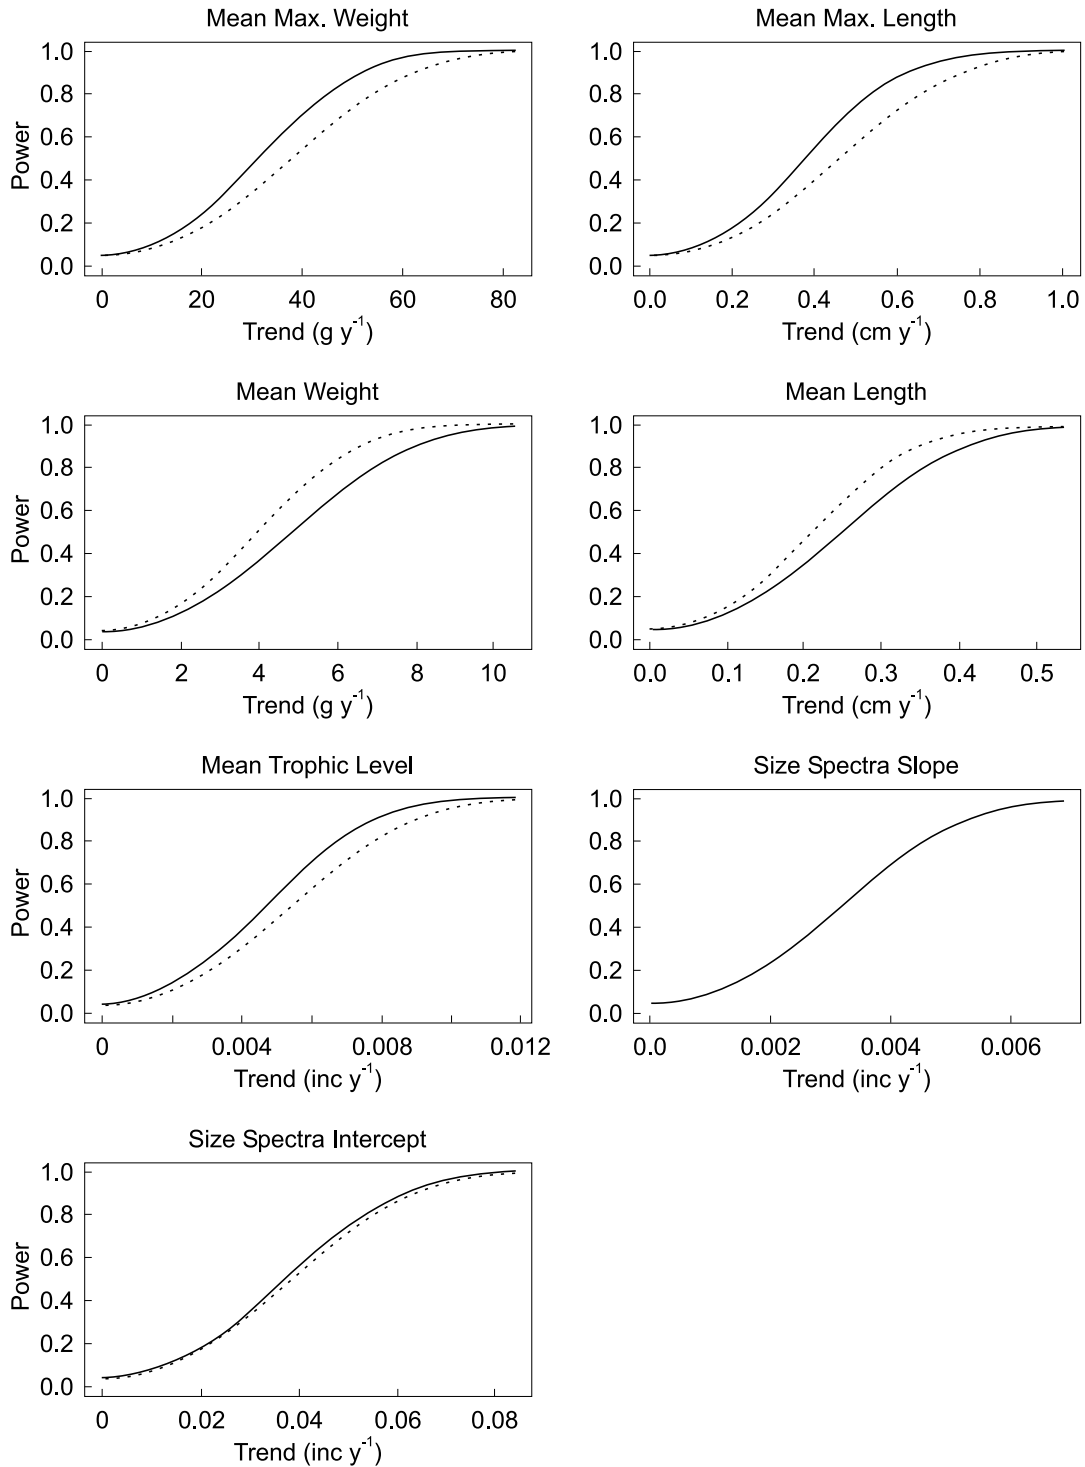 Mean Max. Weight
Power
1.0
0.8
0.6
0.4
0.2
0.0
0 20 40 60 80
Trend (g y⁻¹)
Mean Max. Length
1.0
0.8
0.6
0.4
0.2
0.0
0.0 0.2 0.4 0.6 0.8 1.0
Trend (cm y⁻¹)
Mean Weight
Power
1.0
0.8
0.6
0.4
0.2
0.0
0 2 4 6 8 10
Trend (g y⁻¹)
Mean Length
1.0
0.8
0.6
0.4
0.2
0.0
0.0 0.1 0.2 0.3 0.4 0.5
Trend (cm y⁻¹)
Mean Trophic Level
Power
1.0
0.8
0.6
0.4
0.2
0.0
0 0.004 0.008 0.012
Trend (inc y⁻¹)
Size Spectra Slope
1.0
0.8
0.6
0.4
0.2
0.0
0.0 0.002 0.004 0.006
Trend (inc y⁻¹)
Size Spectra Intercept
Power
1.0
0.8
0.6
0.4
0.2
0.0
0 0.02 0.04 0.06 0.08
Trend (inc y⁻¹)